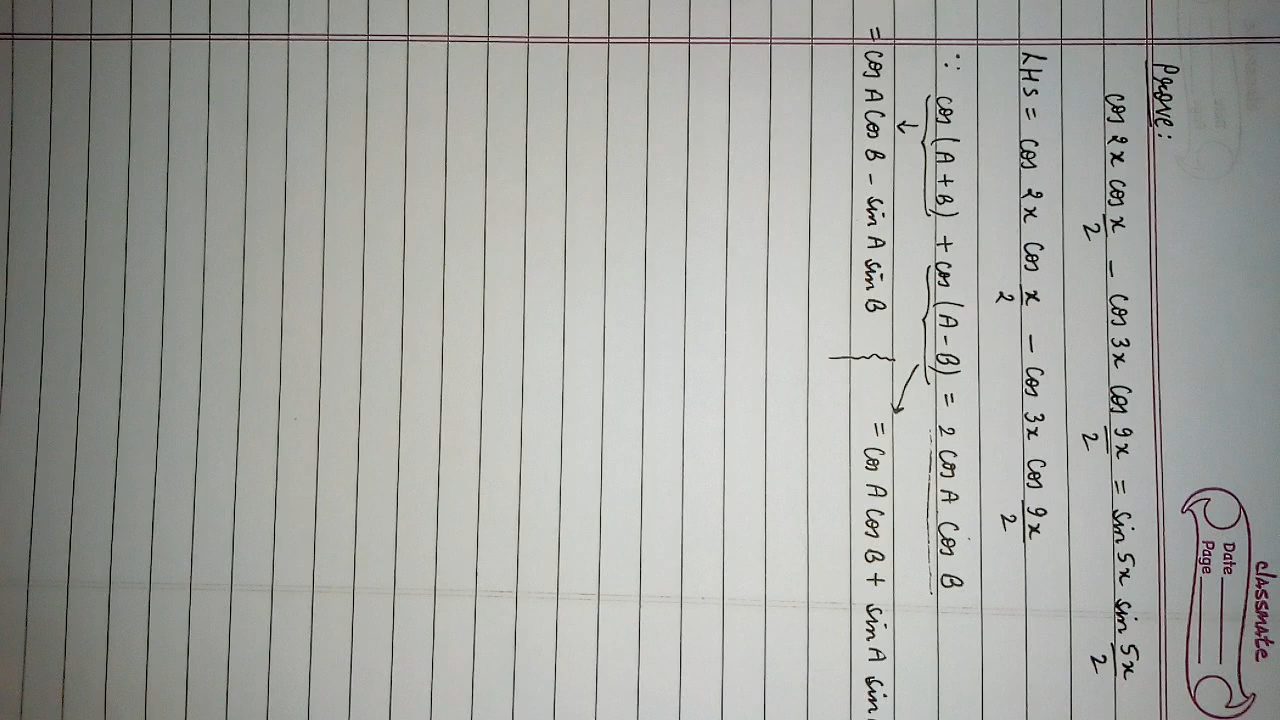 classmate
Date
Page
Prove:
cos 2x cos x/2 - cos 3x cos 9x/2 = sin 5x sin 5x/2
LHS = cos 2x cos x/2 - cos 3x cos 9x/2
∵ cos (A+B) + cos (A-B) = 2 cos A cos B
= cos A cos B - sin A sin B } = cos A cos B + sin A sin